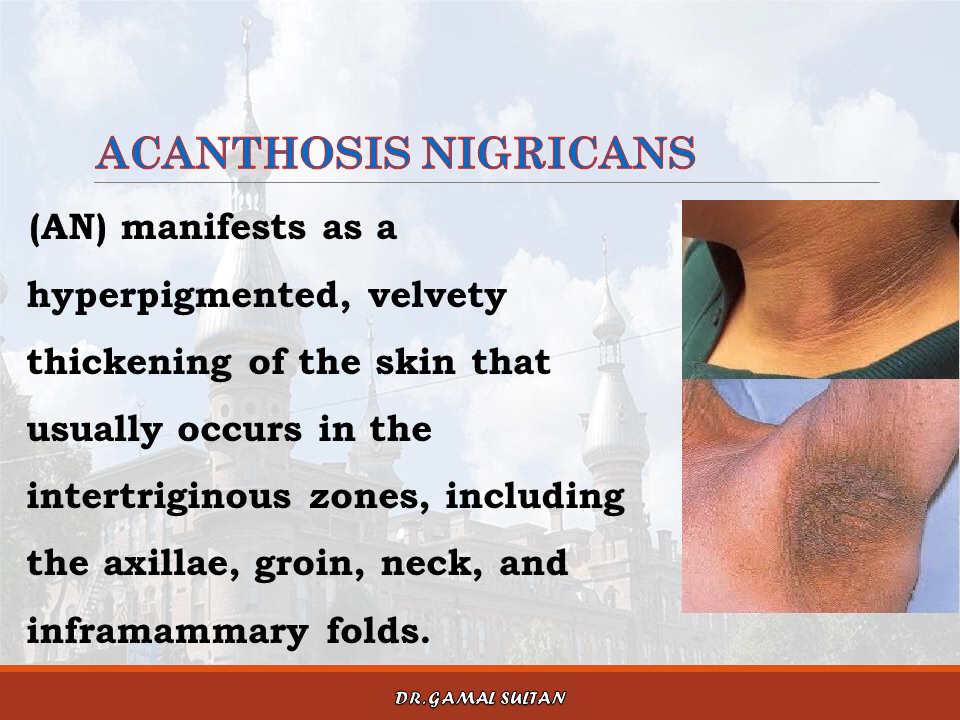 ACANTHOSIS NIGRICANS
(AN) manifests as a
hyperpigmented, velvety
thickening of the skin that
usually occurs in the
intertriginous zones, including
the axillae, groin, neck, and
inframammary folds.
DR.GAMAL SULTAN